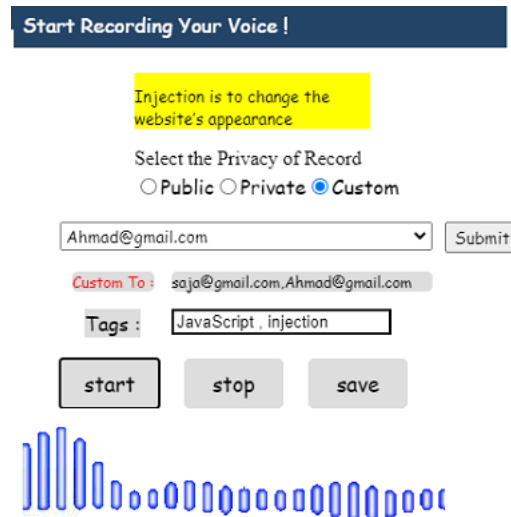 Start Recording Your Voice !
Injection is to change the
website's appearance
Select the Privacy of Record
Public Private Custom
Ahmad@gmail.com Submit
Custom To : saja@gmail.com,Ahmad@gmail.com
Tags : JavaScript , injection
start stop save